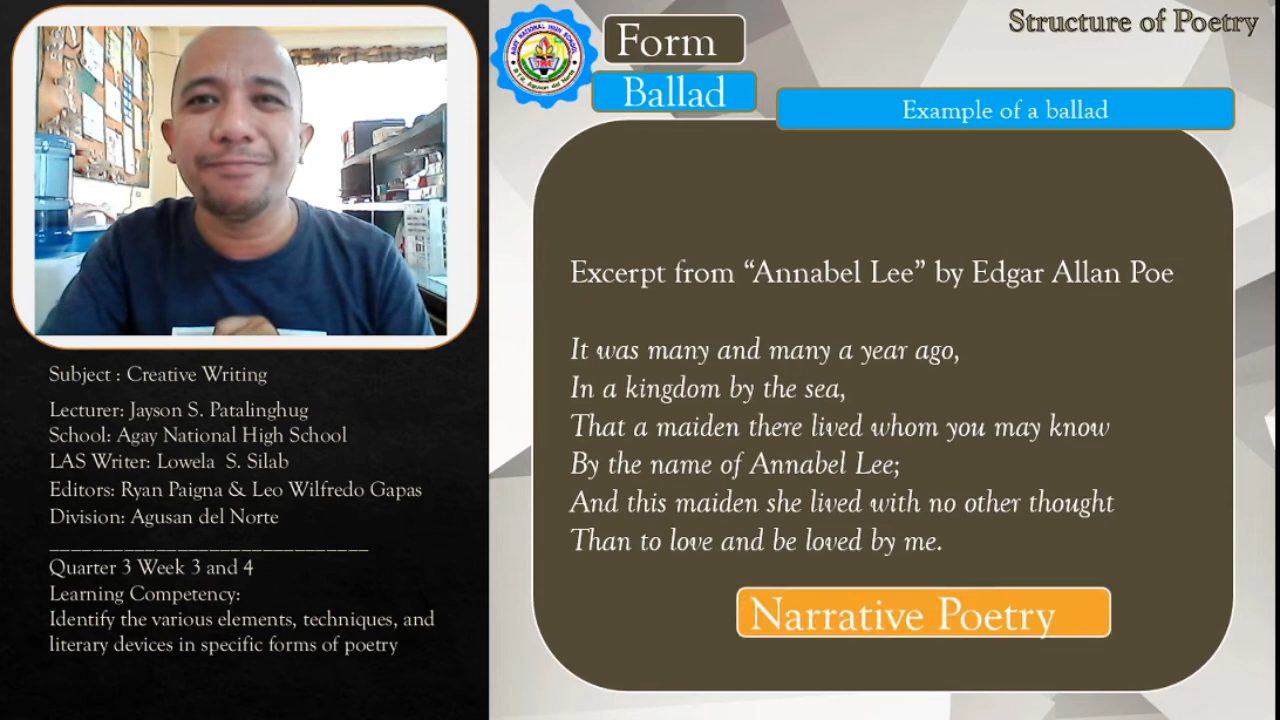 Structure of Poetry
Form
Ballad
Example of a ballad
AGAY NATIONAL HIGH SCHOOL
Excerpt from “Annabel Lee” by Edgar Allan Poe
It was many and many a year ago,
In a kingdom by the sea,
That a maiden there lived whom you may know
By the name of Annabel Lee;
And this maiden she lived with no other thought
Than to love and be loved by me.
Narrative Poetry
Subject : Creative Writing
Lecturer: Jayson S. Patalinghug
School: Agay National High School
LAS Writer: Lowela S. Silab
Editors: Ryan Paigna & Leo Wilfredo Gapas
Division: Agusan del Norte
______________________________
Quarter 3 Week 3 and 4
Learning Competency:
Identify the various elements, techniques, and
literary devices in specific forms of poetry